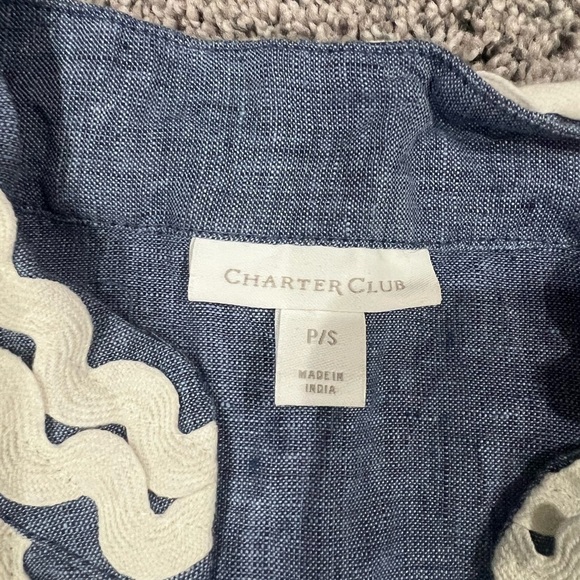 CHARTER CLUB
P/S
MADE IN
INDIA